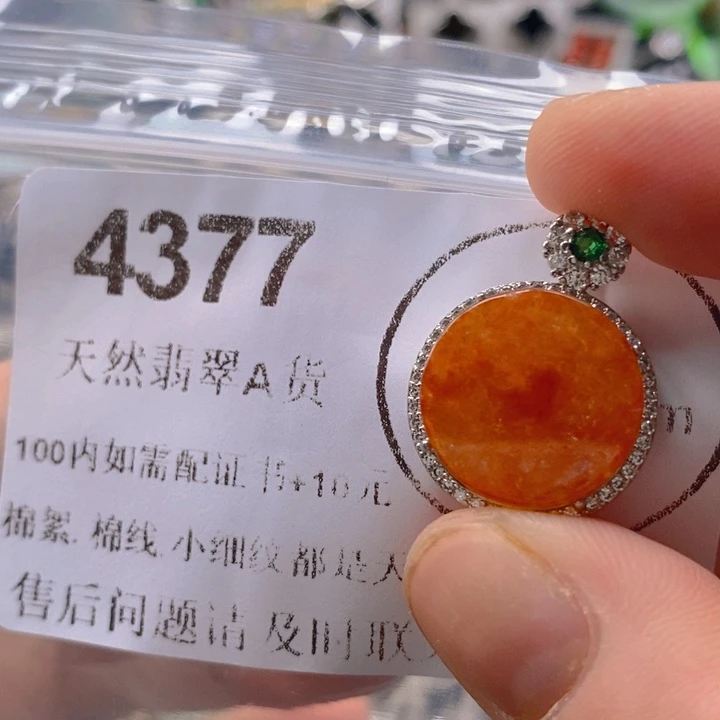 4377
天然翡翠A货
100内如需配证书+10元
棉絮.棉线.小细纹都是天
售后问题请及时联